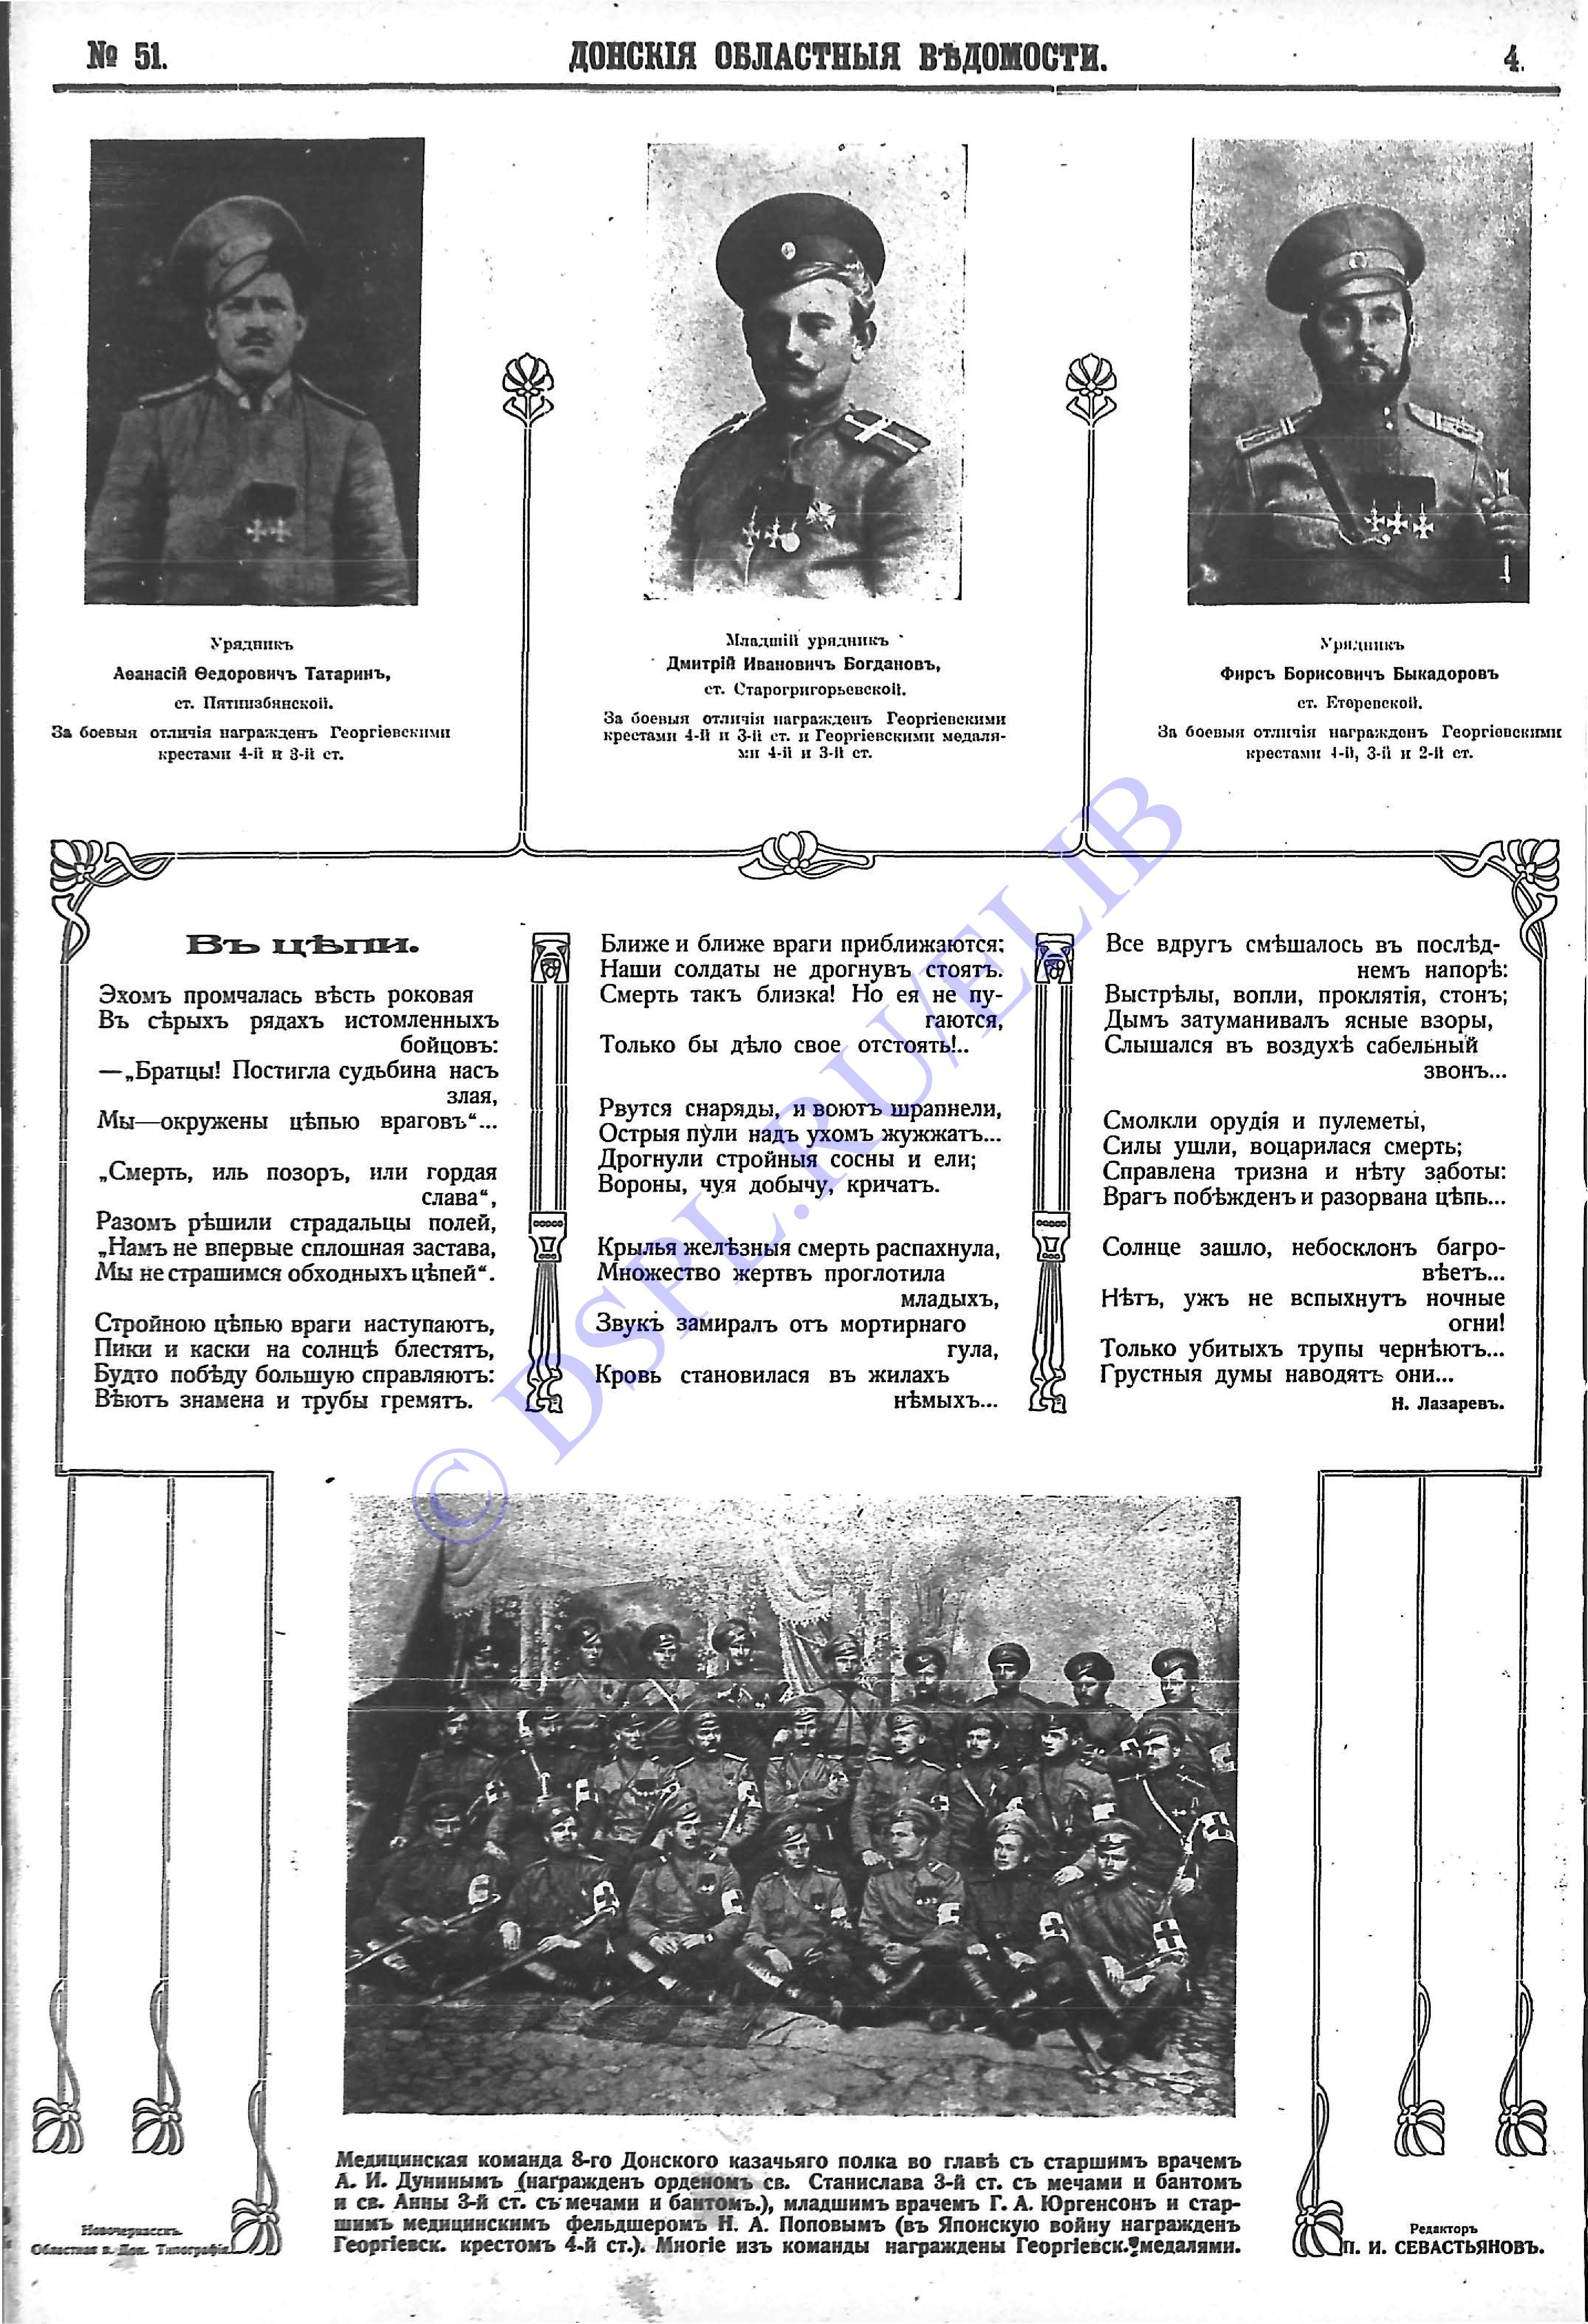 № 51.
ДОНСКІЯ ОБЛАСТНЫЯ ВѢДОМОСТИ.
4.
Урядникъ
Аѳанасій Ѳедоровичъ Татаринъ,
ст. Пятиизбянской.
За боевыя отличія награжденъ Георгіевскими
крестами 4-й и 3-й ст.
Младшій урядникъ
Дмитрій Ивановичъ Богдановъ,
ст. Старогригорьевской.
За боевыя отличія награжденъ Георгіевскими
крестами 4-й и 3-й ст. и Георгіевскими медаля-
ми 4-й и 3-й ст.
Урядникъ
Фирсъ Борисовичъ Быкадоровъ
ст. Етеревской.
За боевыя отличія награжденъ Георгіевскими
крестами 4-й, 3-й и 2-й ст.
Въ цѣпи.
Эхомъ промчалась вѣсть роковая
Въ сѣрыхъ рядахъ истомленныхъ
бойцовъ:
—„Братцы! Постигла судьбина насъ
злая,
Мы—окружены цѣпью враговъ“...
„Смерть, иль позоръ, или гордая
слава“,
Разомъ рѣшили страдальцы полей,
„Намъ не впервые сплошная застава,
Мы не страшимся обходныхъ цѣпей“.
Стройною цѣпью враги наступаютъ,
Пики и каски на солнцѣ блестятъ,
Будто побѣду большую справляютъ:
Вѣютъ знамена и трубы гремятъ.
Ближе и ближе враги приближаются;
Наши солдаты не дрогнувъ стоятъ.
Смерть такъ близка! Но ея не пу-
гаются,
Только бы дѣло свое отстоять!..
Рвутся снаряды, и воютъ шрапнели,
Острыя пули надъ ухомъ жужжатъ...
Дрогнули стройныя сосны и ели;
Вороны, чуя добычу, кричатъ.
Крылья желѣзныя смерть распахнула,
Множество жертвъ проглотила
младыхъ,
Звукъ замиралъ отъ мортирнаго
гула,
Кровь становилася въ жилахъ
нѣмыхъ...
Все вдругъ смѣшалось въ послѣд-
немъ напорѣ:
Выстрѣлы, вопли, проклятія, стонъ;
Дымъ затуманивалъ ясные взоры,
Слышался въ воздухѣ сабельный
звонъ...
Смолкли орудія и пулеметы,
Силы ушли, воцарилася смерть;
Справлена тризна и нѣту заботы:
Врагъ побѣжденъ и разорвана цѣпь...
Солнце зашло, небосклонъ багро-
вѣетъ...
Нѣтъ, ужъ не вспыхнутъ ночные
огни!
Только убитыхъ трупы чернѣютъ...
Грустныя думы наводятъ они...
Н. Лазаревъ.
© DSPL.RU/ELIB
Медицинская команда 8-го Донского казачьяго полка во главѣ съ старшимъ врачемъ
А. И. Дунинымъ (награжденъ орденомъ св. Станислава 3-й ст. съ мечами и бантомъ
и св. Анны 3-й ст. съ мечами и бантомъ.), младшимъ врачемъ Г. А. Юргенсонъ и стар-
шимъ медицинскимъ фельдшеромъ Н. А. Поповымъ (въ Японскую войну награжденъ
Георгіевск. крестомъ 4-й ст.). Многіе изъ команды награждены Георгіевск. медалями.
Новочеркасскъ.
Областная в. Дон. Типографія.
Редакторъ
П. И. СЕВАСТЬЯНОВЪ.